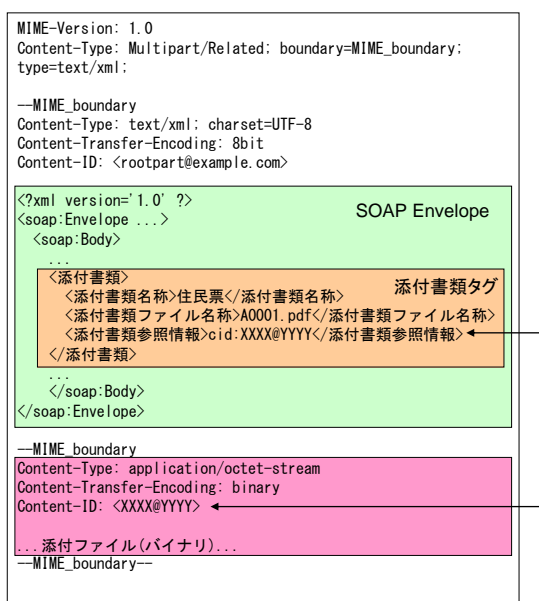 MIME-Version: 1.0
Content-Type: Multipart/Related; boundary=MIME_boundary;
type=text/xml;
--MIME_boundary
Content-Type: text/xml; charset=UTF-8
Content-Transfer-Encoding: 8bit
Content-ID: <rootpart@example.com>
<?xml version='1.0' ?>
SOAP Envelope
<soap:Envelope ...>
<soap:Body>
...
<添付書類>
添付書類タグ
<添付書類名称>住民票</添付書類名称>
<添付書類ファイル名称>A0001.pdf</添付書類ファイル名称>
<添付書類参照情報>cid:XXXX@YYYY</添付書類参照情報>
</添付書類>
...
</soap:Body>
</soap:Envelope>
--MIME_boundary
Content-Type: application/octet-stream
Content-Transfer-Encoding: binary
Content-ID: <XXXX@YYYY>
...添付ファイル(バイナリ)...
--MIME_boundary--